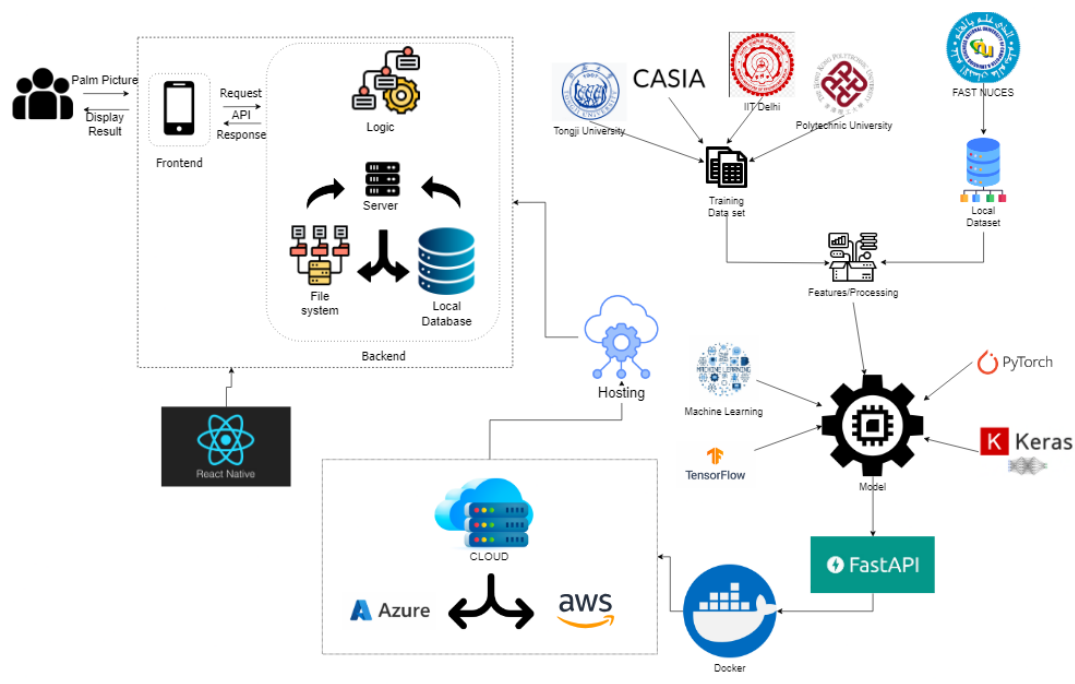 Palm Picture
Display
Result
Frontend
Request
API
Response
Logic
Server
File
system
Local
Database
Backend
React Native
Hosting
CLOUD
Azure
aws
Docker
FastAPI
Tongji University
CASIA
IIT Delhi
Polytechnic University
FAST NUCES
Training
Data set
Local
Dataset
Features/Processing
MACHINE LEARNING
Machine Learning
TensorFlow
PyTorch
K Keras
Model